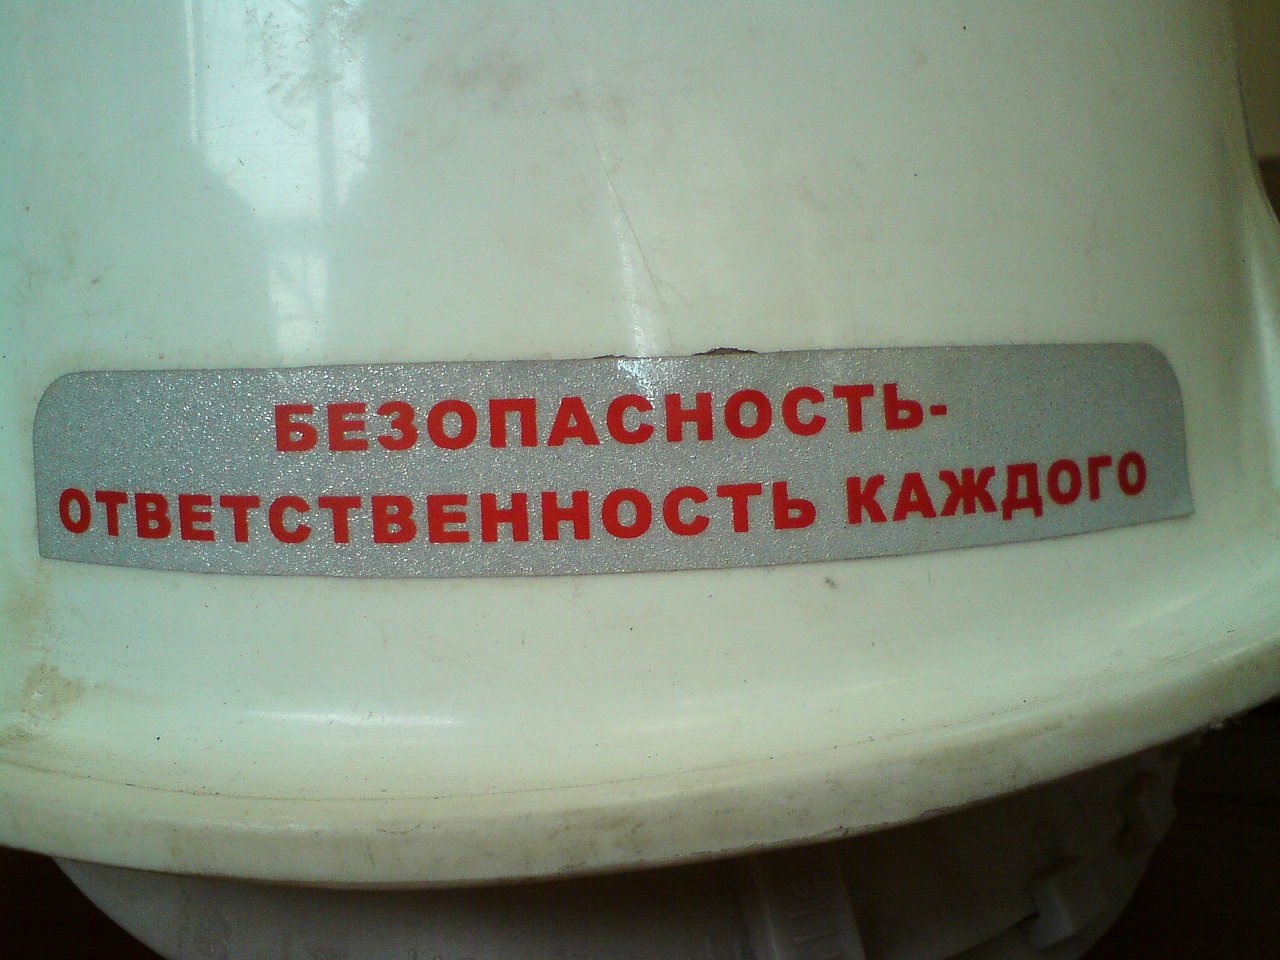 БЕЗОПАСНОСТЬ-
ОТВЕТСТВЕННОСТЬ КАЖДОГО